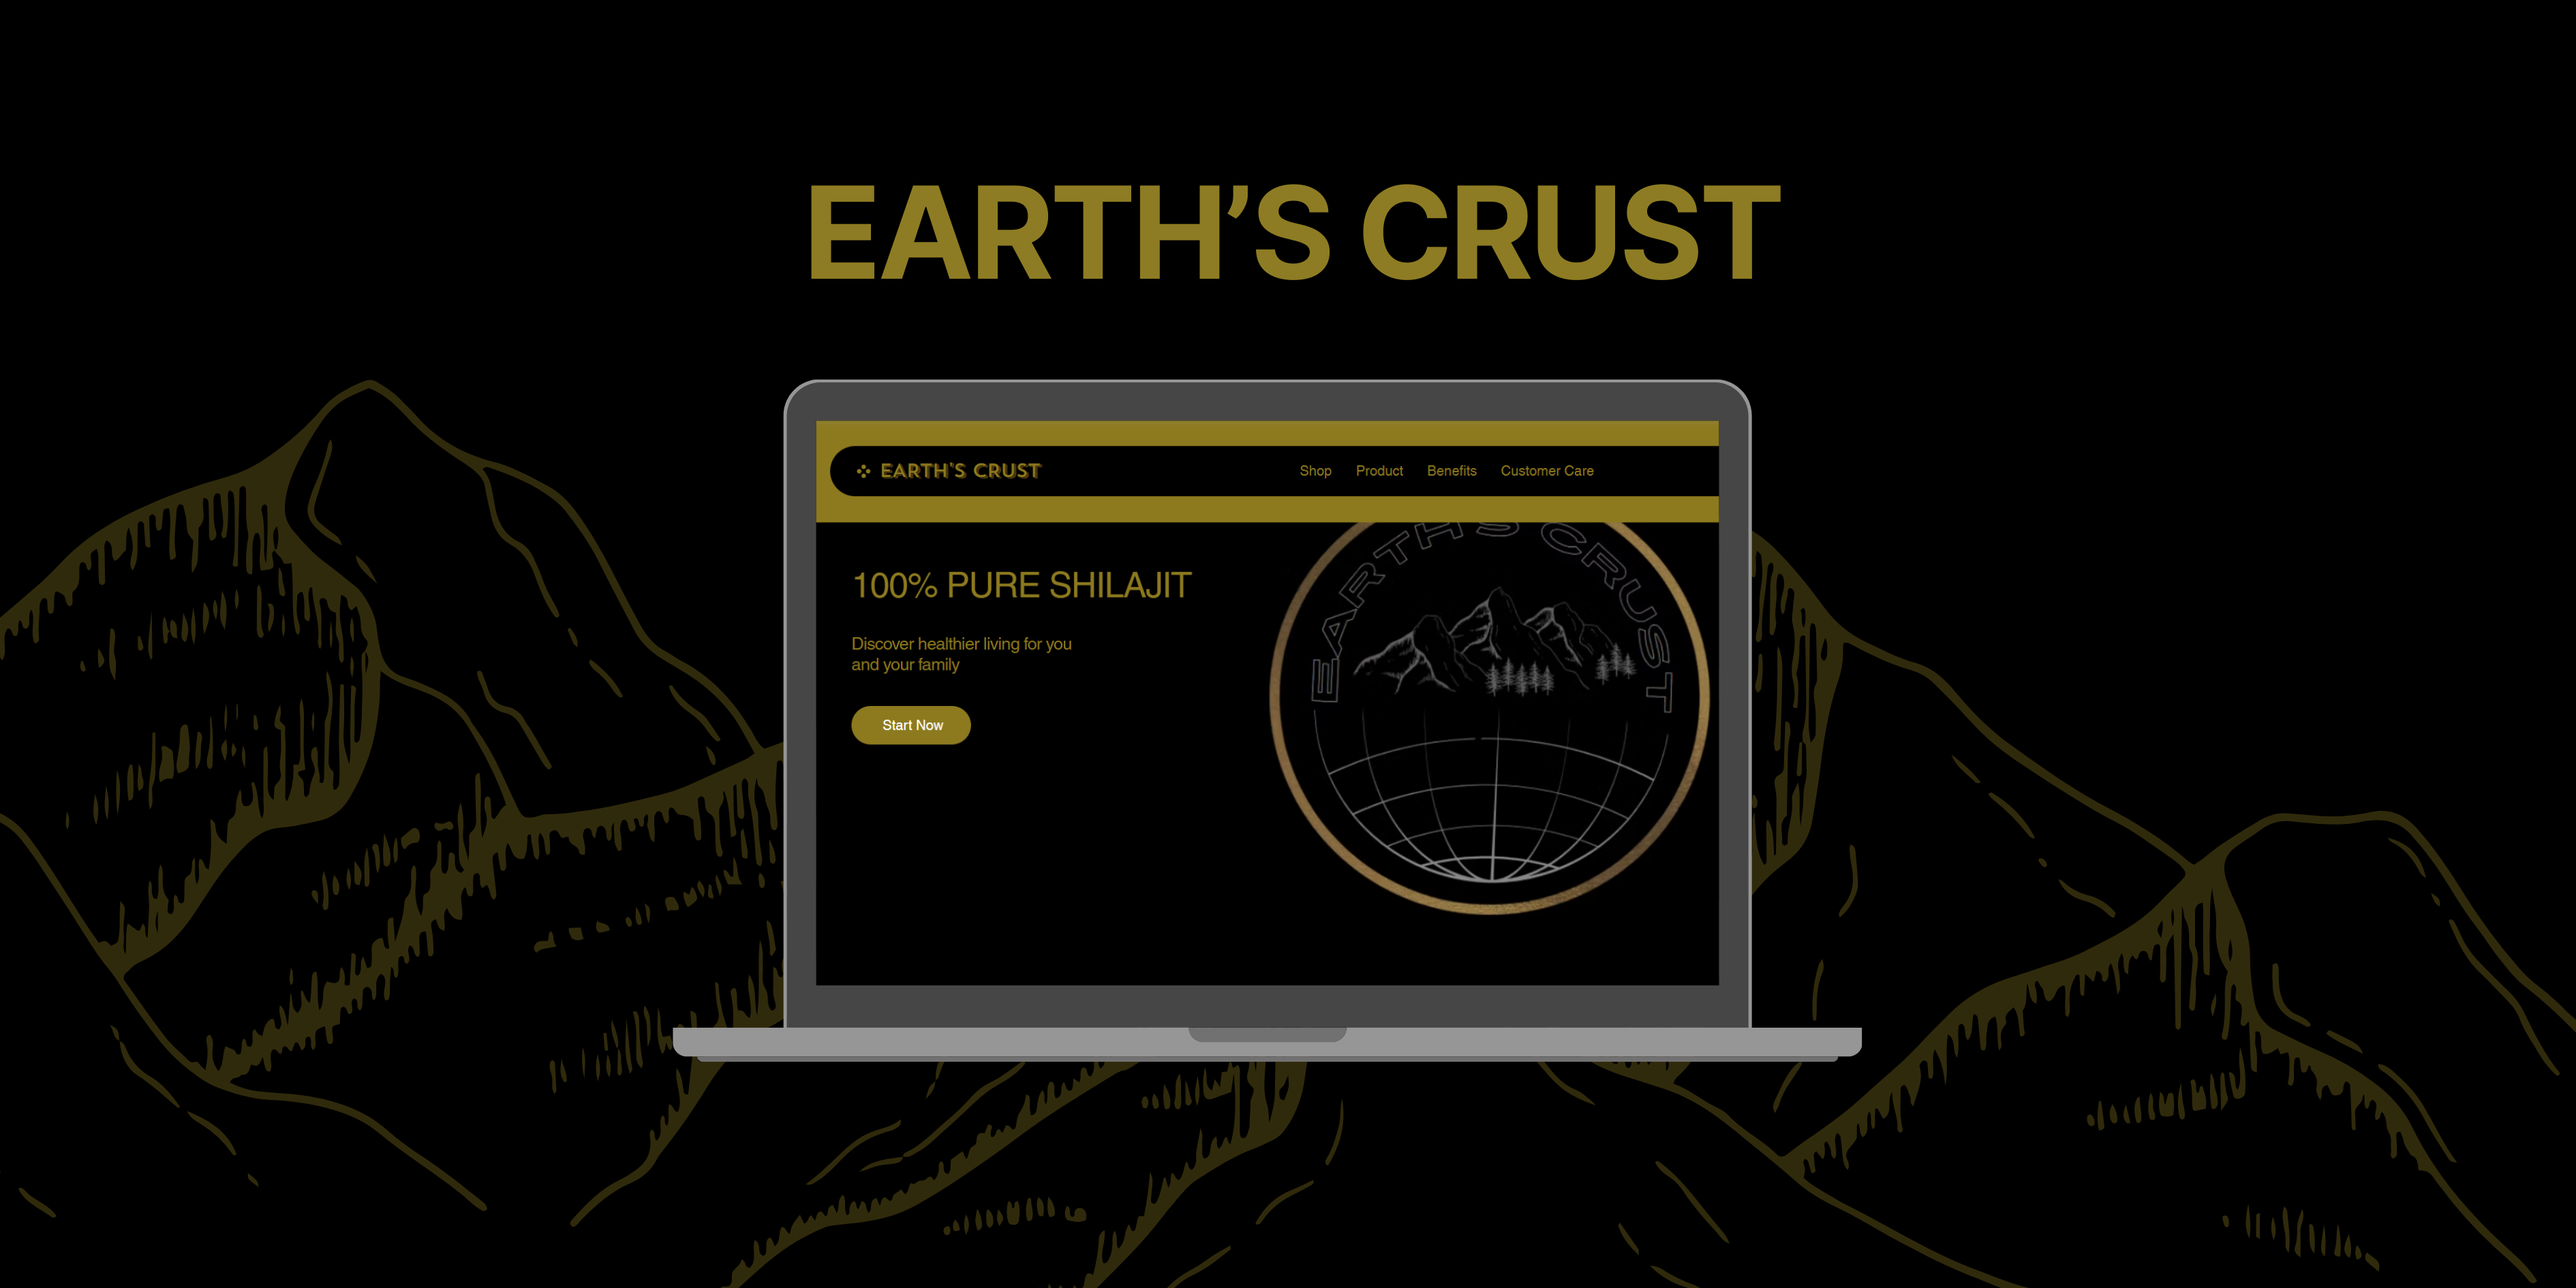 EARTH’S CRUST
EARTH'S CRUST
Shop Product Benefits Customer Care
100% PURE SHILAJIT
Discover healthier living for you
and your family
Start Now
EARTH'S CRUST